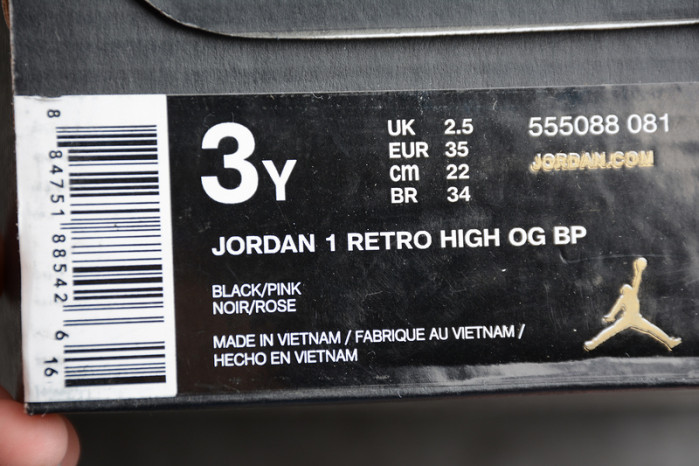 8 84751 88542 6 16
3Y
UK 2.5
EUR 35
cm 22
BR 34
555088 081
JORDAN.COM
JORDAN 1 RETRO HIGH OG BP
BLACK/PINK
NOIR/ROSE
MADE IN VIETNAM / FABRIQUE AU VIETNAM /
HECHO EN VIETNAM